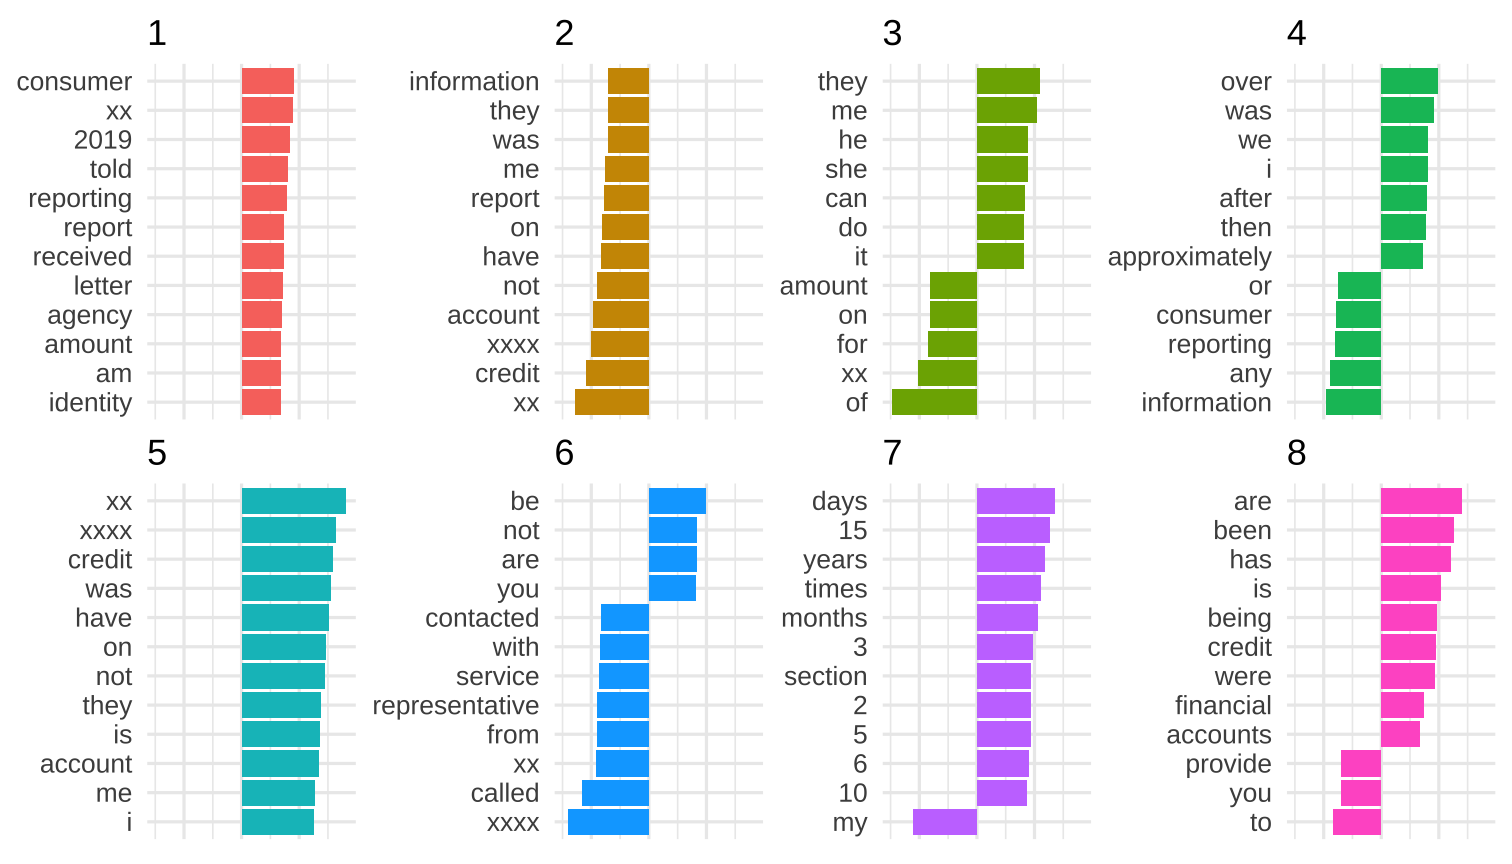 1
consumer
xx
2019
told
reporting
report
received
letter
agency
amount
am
identity
2
information
they
was
me
report
on
have
not
account
xxxx
credit
xx
3
they
me
he
she
can
do
it
amount
on
for
xx
of
4
over
was
we
i
after
then
approximately
or
consumer
reporting
any
information
5
xx
xxxx
credit
was
have
on
not
they
is
account
me
i
6
be
not
are
you
contacted
with
service
representative
from
xx
called
xxxx
7
days
15
years
times
months
3
section
2
5
6
10
my
8
are
been
has
is
being
credit
were
financial
accounts
provide
you
to